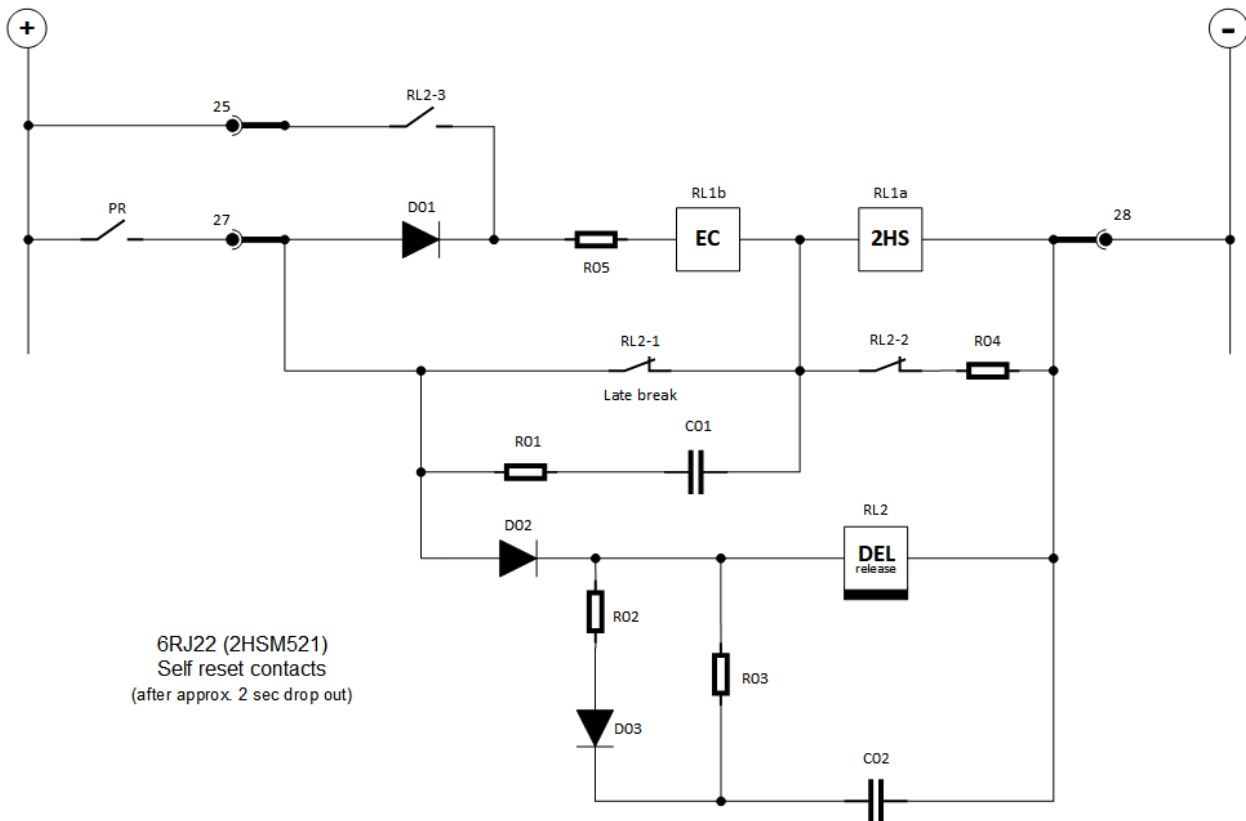 +
-
25
RL2-3
PR
27
D01
R05
RL1b
EC
RL1a
2HS
28
RL2-1
Late break
RL2-2
R04
R01
C01
D02
RL2
DEL
release
R02
R03
D03
C02
6RJ22 (2HSM521)
Self reset contacts
(after approx. 2 sec drop out)